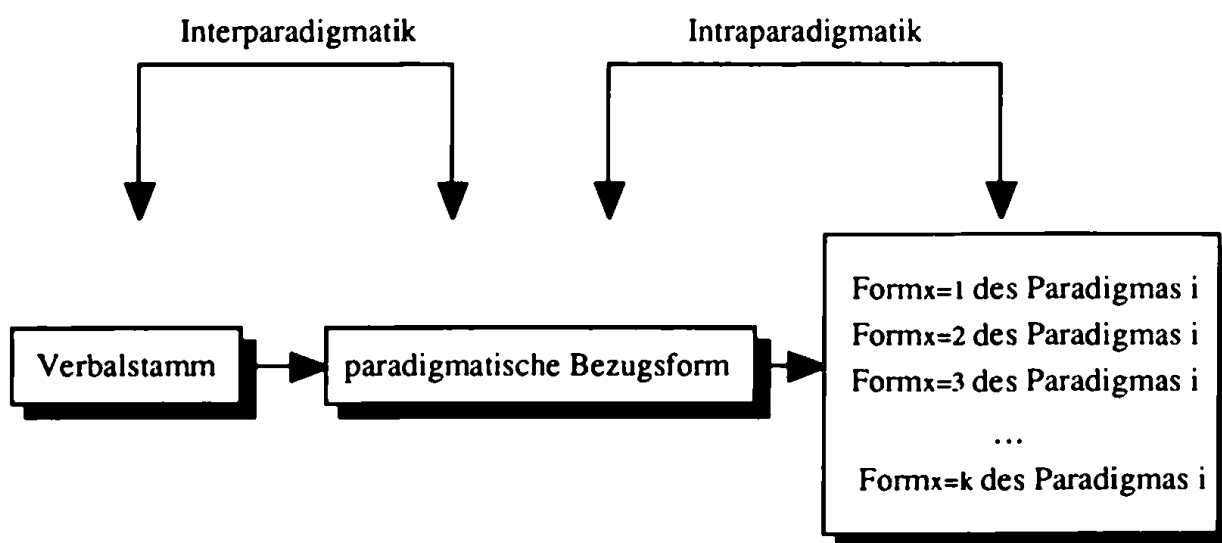 Interparadigmatik
Intraparadigmatik
Verbalstamm
paradigmatische Bezugsform
Formx=1 des Paradigmas i
Formx=2 des Paradigmas i
Formx=3 des Paradigmas i
...
Formx=k des Paradigmas i